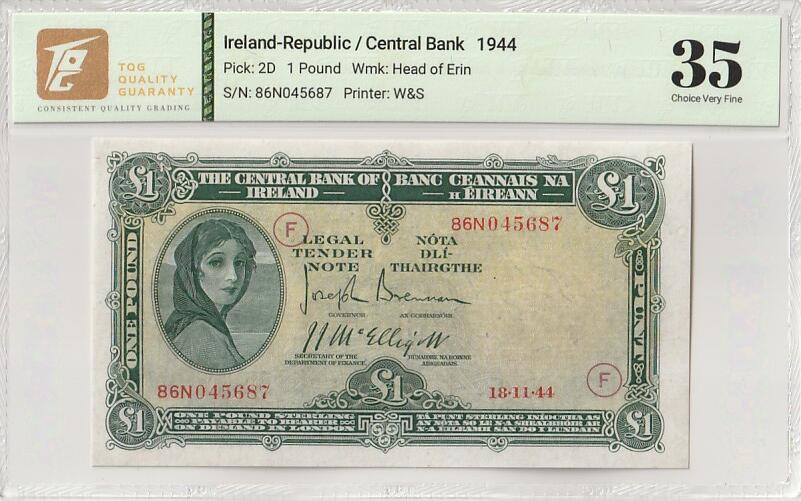 TQG
QUALITY
GUARANTY
CONSISTENT QUALITY GRADING
Ireland-Republic / Central Bank 1944
Pick: 2D 1 Pound Wmk: Head of Erin
S/N: 86N045687 Printer: W&S
35
Choice Very Fine
£1
THE CENTRAL BANK OF
IRELAND
BANC CEANNAIS NA
H ÉIREANN
£1
86N045687
F
LEGAL
TENDER
NOTE
NÓTA
DLÍ-
THAIRGTHE
ONE POUND
Joseph Brennan
GOVERNOR
AN GOBHARNÓIR
J J McElligott
SECRETARY OF THE
DEPARTMENT OF FINANCE.
RÚNAIDHE NA ROINNE
AIRGEADAIS.
86N045687
£1
18·11·44
F
£1
ONE POUND STERLING
PAYABLE TO BEARER
ON DEMAND IN LONDON
£1